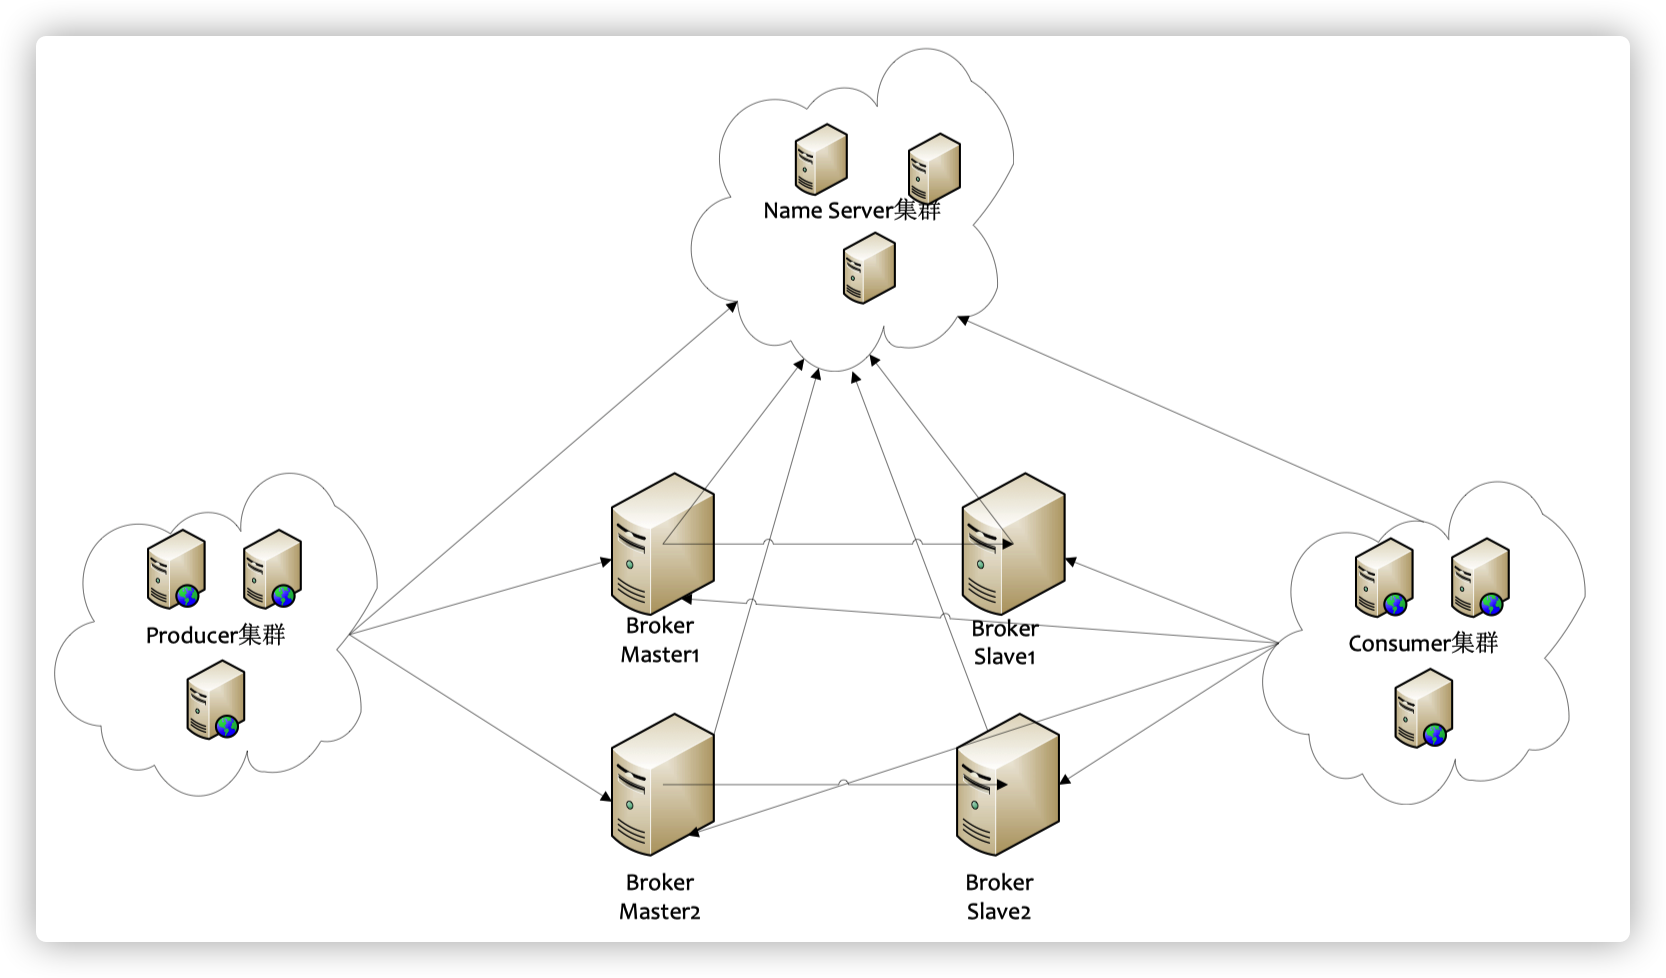 Name Server集群
Producer集群
Broker
Master1
Broker
Slave1
Consumer集群
Broker
Master2
Broker
Slave2